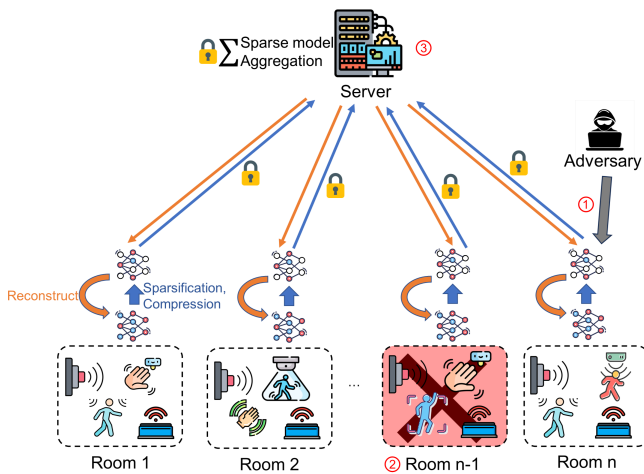 Sparse model
Aggregation
③
Server
Adversary
①
Reconstruct
Sparsification,
Compression
...
Room 1
Room 2
② Room n-1
Room n